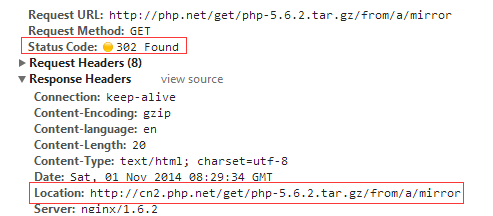 Request URL: http://php.net/get/php-5.6.2.tar.gz/from/a/mirror
Request Method: GET
Status Code: 302 Found
Request Headers (8)
Response Headers view source
Connection: keep-alive
Content-Encoding: gzip
Content-language: en
Content-Length: 20
Content-Type: text/html; charset=utf-8
Date: Sat, 01 Nov 2014 08:29:34 GMT
Location: http://cn2.php.net/get/php-5.6.2.tar.gz/from/a/mirror
Server: nginx/1.6.2